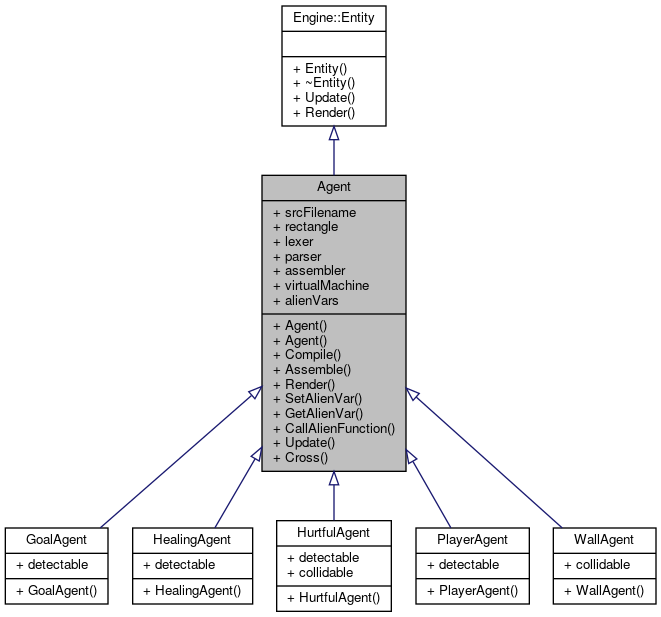 Engine::Entity
+ Entity()
+ ~Entity()
+ Update()
+ Render()
Agent
+ srcFilename
+ rectangle
+ lexer
+ parser
+ assembler
+ virtualMachine
+ alienVars
+ Agent()
+ Agent()
+ Compile()
+ Assemble()
+ Render()
+ SetAlienVar()
+ GetAlienVar()
+ CallAlienFunction()
+ Update()
+ Cross()
GoalAgent
+ detectable
+ GoalAgent()
HealingAgent
+ detectable
+ HealingAgent()
HurtfulAgent
+ detectable
+ collidable
+ HurtfulAgent()
PlayerAgent
+ detectable
+ PlayerAgent()
WallAgent
+ collidable
+ WallAgent()